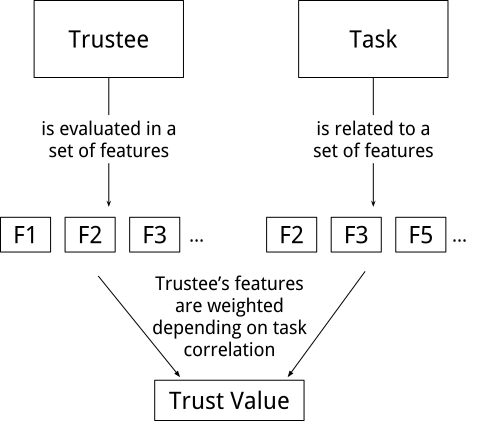 Trustee
Task
is evaluated in a
set of features
is related to a
set of features
F1 F2 F3 ...
F2 F3 F5 ...
Trustee’s features
are weighted
depending on task
correlation
Trust Value